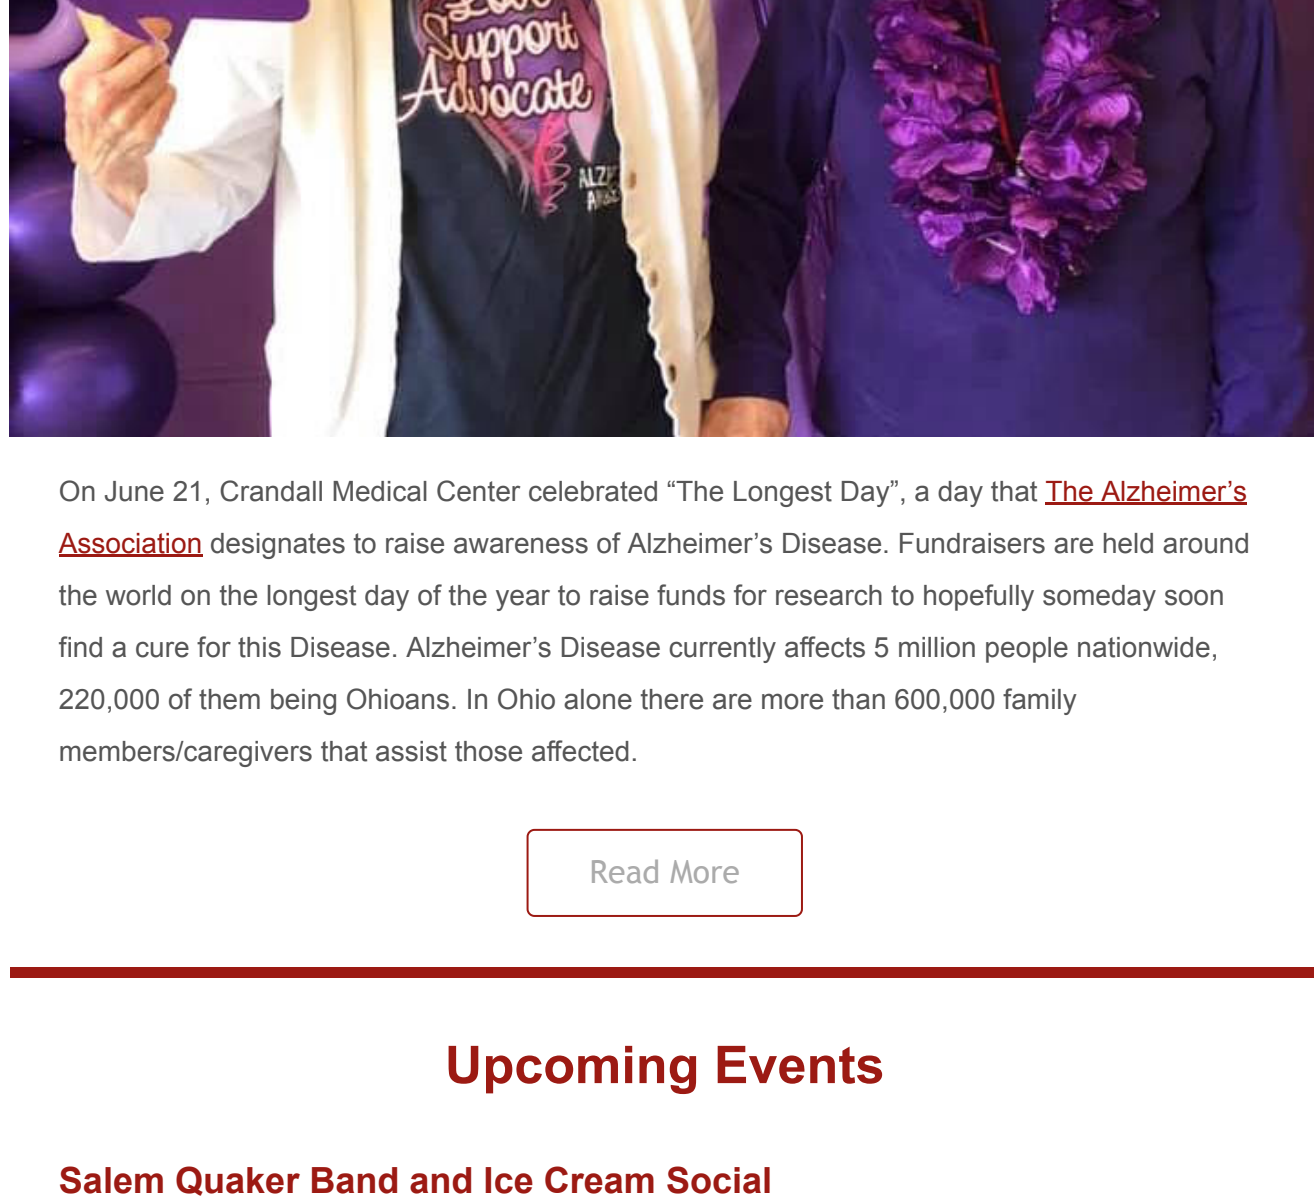 Love
Support
Advocate
On June 21, Crandall Medical Center celebrated “The Longest Day”, a day that The Alzheimer’s
Association designates to raise awareness of Alzheimer’s Disease. Fundraisers are held around
the world on the longest day of the year to raise funds for research to hopefully someday soon
find a cure for this Disease. Alzheimer’s Disease currently affects 5 million people nationwide,
220,000 of them being Ohioans. In Ohio alone there are more than 600,000 family
members/caregivers that assist those affected.
Read More
Upcoming Events
Salem Quaker Band and Ice Cream Social